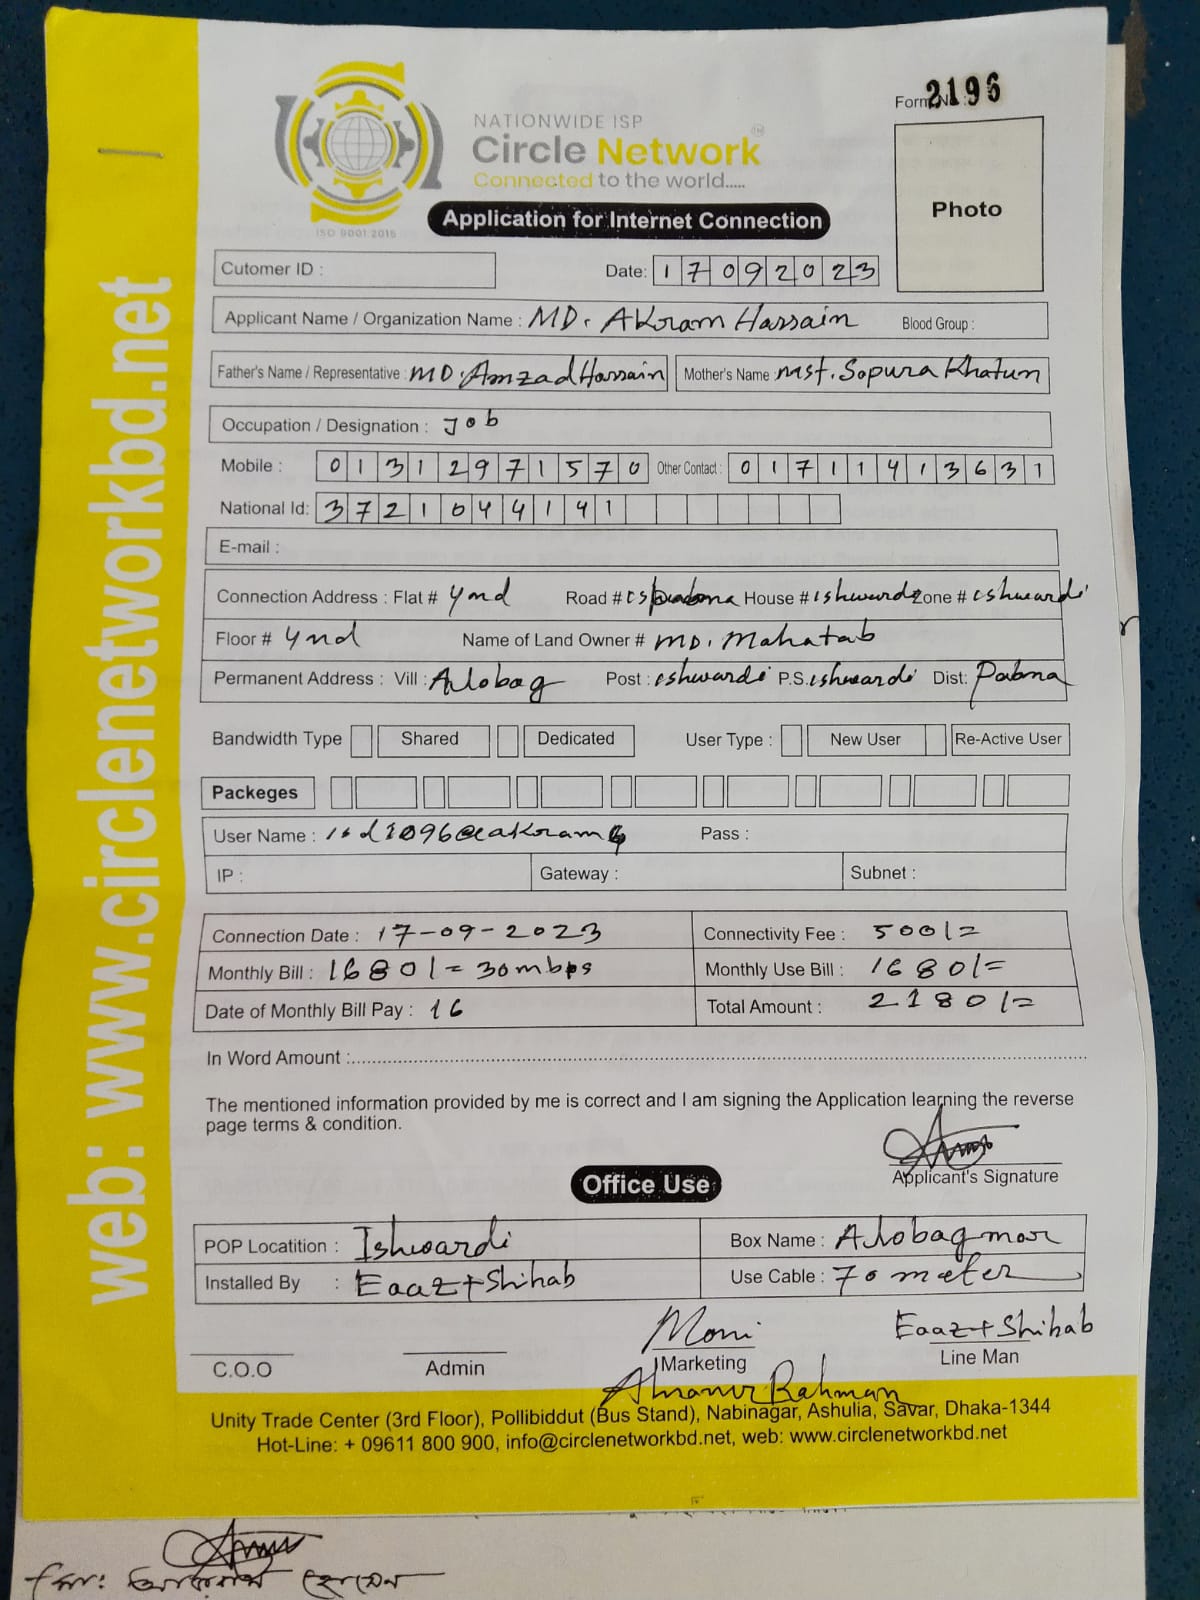 web: www.circlenetworkbd.net
Form No : 2196
NATIONWIDE ISP
Circle Network
Connected to the world.....
ISO 9001:2015
Application for Internet Connection
Photo
Cutomer ID :
Date: 17092023
Applicant Name / Organization Name : MD. AKoram Hassain Blood Group :
Father's Name / Representative : MD. Amzad Hassain Mother's Name : Mst. Sopura Khatun
Occupation / Designation : Job
Mobile : 01312971570 Other Contact : 01711413631
National Id: 3721044141
E-mail :
Connection Address : Flat # 4nd Road # House # ishwardi Zone # eshwardi
Floor # 4nd Name of Land Owner # MD. Mahatab
Permanent Address : Vill : Alobag Post : eshwardi P.S. ishwardi Dist: Pabna
Bandwidth Type Shared Dedicated User Type : New User Re-Active User
Packeges
User Name : Pass :
IP : Gateway : Subnet :
Connection Date : 17-09-2023 Connectivity Fee : 500/=
Monthly Bill : 1680/= 30mbps Monthly Use Bill : 1680/=
Date of Monthly Bill Pay : 16 Total Amount : 2180/=
In Word Amount :
The mentioned information provided by me is correct and I am signing the Application learning the reverse
page terms & condition.
Applicant's Signature
Office Use
POP Locatition : Ishwardi Box Name : Alobag mor
Installed By : Eaaz+Shihab Use Cable : 70 meter
Moni Eaaz+Shihab
C.O.O Admin Marketing Line Man
Rahman
Unity Trade Center (3rd Floor), Pollibiddut (Bus Stand), Nabinagar, Ashulia, Savar, Dhaka-1344
Hot-Line: + 09611 800 900, info@circlenetworkbd.net, web: www.circlenetworkbd.net
হোসেন